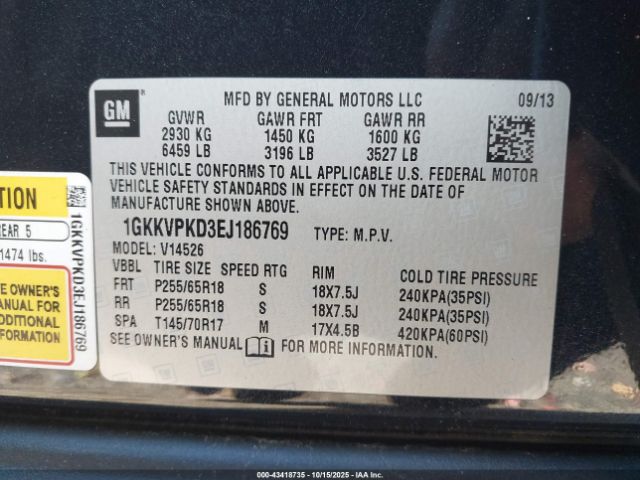 GM
MFD BY GENERAL MOTORS LLC 09/13
GVWR GAWR FRT GAWR RR
2930 KG 1450 KG 1600 KG
6459 LB 3196 LB 3527 LB
THIS VEHICLE CONFORMS TO ALL APPLICABLE U.S. FEDERAL MOTOR
VEHICLE SAFETY STANDARDS IN EFFECT ON THE DATE OF
MANUFACTURE SHOWN ABOVE.
1GKKVPKD3EJ186769 TYPE: M.P.V.
MODEL: V14526
VBBL TIRE SIZE SPEED RTG RIM COLD TIRE PRESSURE
FRT P255/65R18 S 18X7.5J 240KPA(35PSI)
RR P255/65R18 S 18X7.5J 240KPA(35PSI)
SPA T145/70R17 M 17X4.5B 420KPA(60PSI)
SEE OWNER'S MANUAL FOR MORE INFORMATION.
TION
REAR 5
1474 lbs.
E OWNER'S
MANUAL FOR
ADDITIONAL
FORMATION
1GKKVPKD3EJ186769
000-43418735 - 10/15/2025 - IAAI Inc.